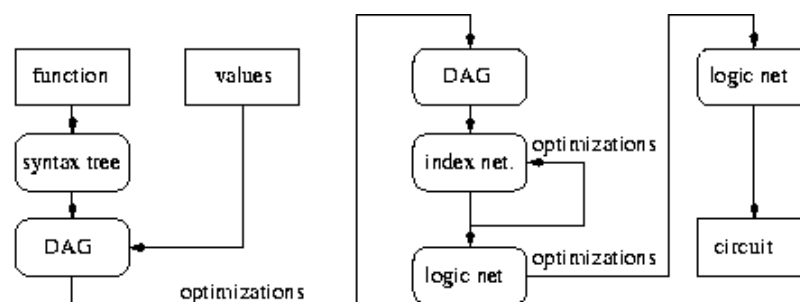 function
values
syntax tree
DAG
optimizations
DAG
index net.
optimizations
logic net
optimizations
logic net
circuit